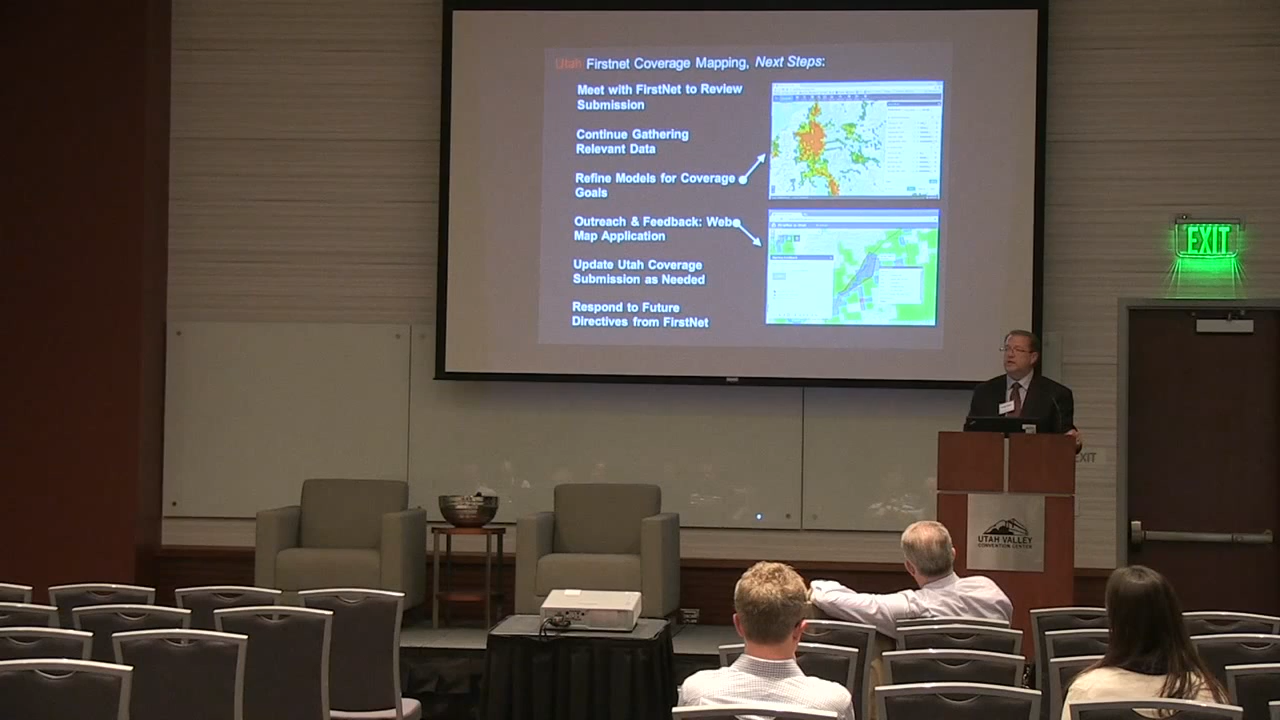 Utah Firstnet Coverage Mapping, Next Steps:
Meet with FirstNet to Review
Submission
Continue Gathering
Relevant Data
Refine Models for Coverage
Goals
Outreach & Feedback: Web
Map Application
Update Utah Coverage
Submission as Needed
Respond to Future
Directives from FirstNet
EXIT
EXIT
UTAH VALLEY
CONVENTION CENTER